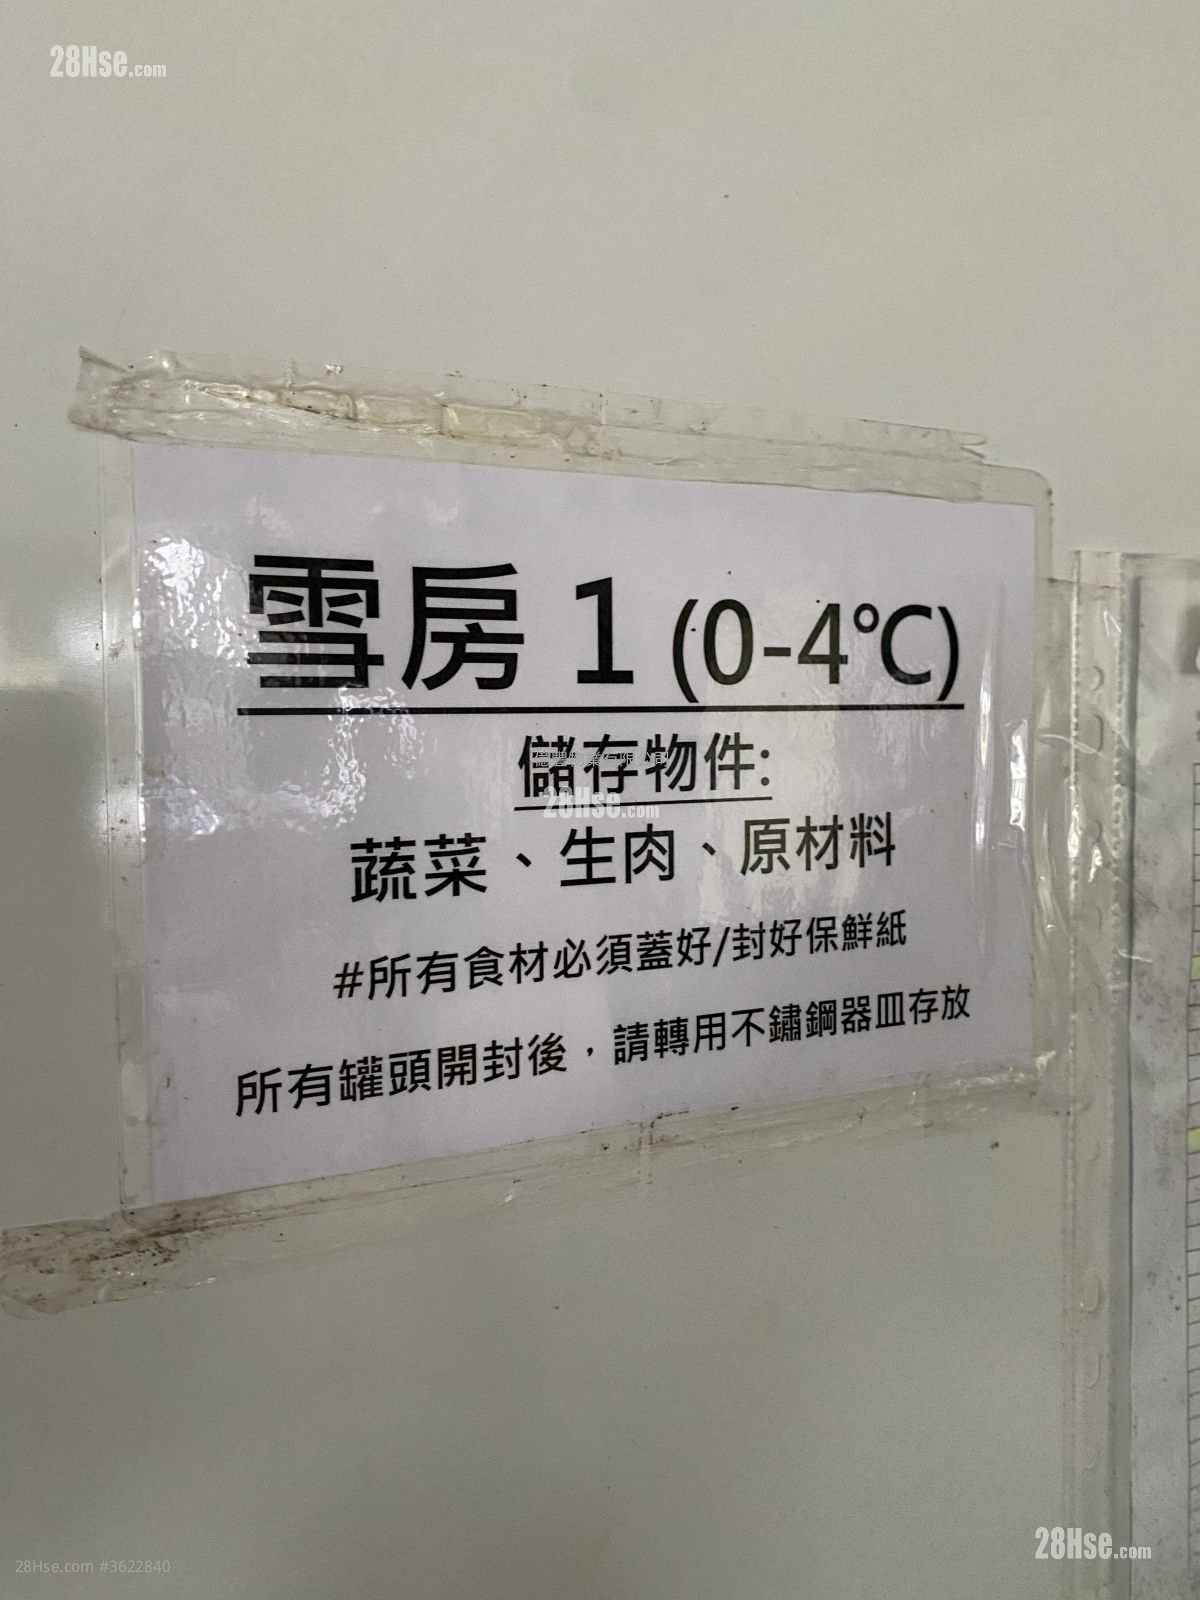 28Hse.com
雪房 1 (0-4℃)
儲存物件:
28Hse.com
蔬菜、生肉、原材料
#所有食材必須蓋好/封好保鮮紙
所有罐頭開封後，請轉用不鏽鋼器皿存放
28Hse.com
28Hse.com #3622840